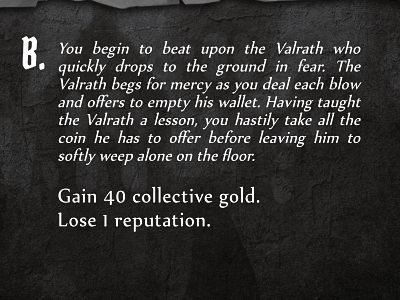 B. You begin to beat upon the Valrath who
quickly drops to the ground in fear. The
Valrath begs for mercy as you deal each blow
and offers to empty his wallet. Having taught
the Valrath a lesson, you hastily take all the
coin he has to offer before leaving him to
softly weep alone on the floor.
Gain 40 collective gold.
Lose 1 reputation.